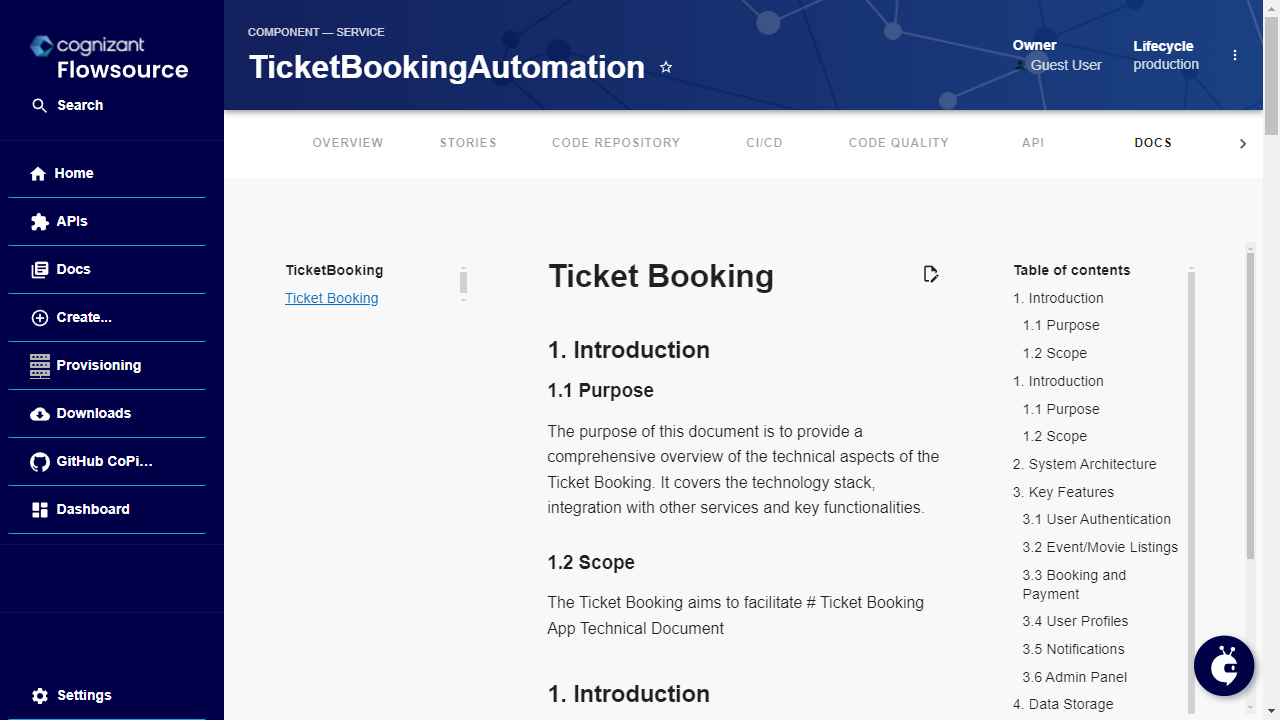 cognizant
Flowsource
Search
Home
APIs
Docs
Create...
Provisioning
Downloads
GitHub CoPi...
Dashboard
Settings
COMPONENT — SERVICE
TicketBookingAutomation
Owner
Guest User
Lifecycle
production
OVERVIEW
STORIES
CODE REPOSITORY
CI/CD
CODE QUALITY
API
DOCS
TicketBooking
Ticket Booking
Ticket Booking
1. Introduction
1.1 Purpose
The purpose of this document is to provide a
comprehensive overview of the technical aspects of the
Ticket Booking. It covers the technology stack,
integration with other services and key functionalities.
1.2 Scope
The Ticket Booking aims to facilitate # Ticket Booking
App Technical Document
1. Introduction
Table of contents
1. Introduction
1.1 Purpose
1.2 Scope
1. Introduction
1.1 Purpose
1.2 Scope
2. System Architecture
3. Key Features
3.1 User Authentication
3.2 Event/Movie Listings
3.3 Booking and
Payment
3.4 User Profiles
3.5 Notifications
3.6 Admin Panel
4. Data Storage